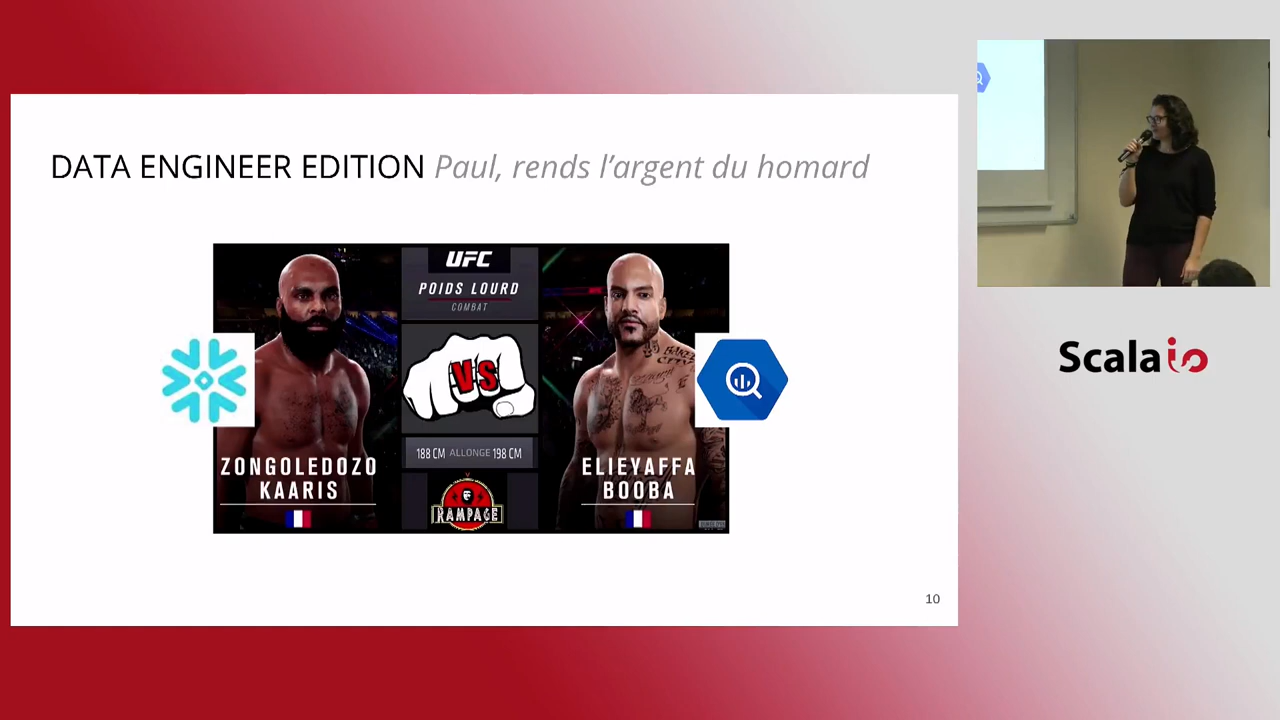 DATA ENGINEER EDITION Paul, rends l'argent du homard
UFC
POIDS LOURD
COMBAT
VS
188 CM ALLONGE 198 CM
ZONGOLEDOZO
KAARIS
ELIEYAFFA
BOOBA
RAMPAGE
10
Scala io